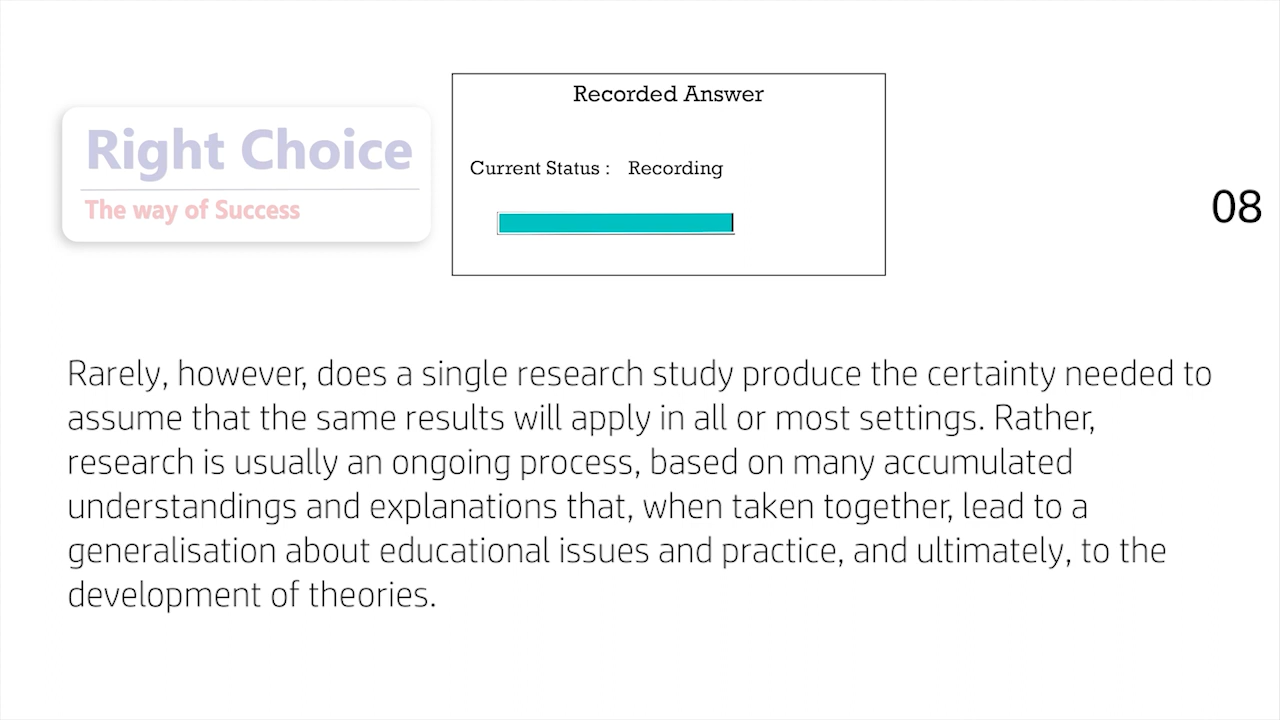 Recorded Answer
Right Choice
The way of Success
Current Status : Recording
08
Rarely, however, does a single research study produce the certainty needed to
assume that the same results will apply in all or most settings. Rather,
research is usually an ongoing process, based on many accumulated
understandings and explanations that, when taken together, lead to a
generalisation about educational issues and practice, and ultimately, to the
development of theories.